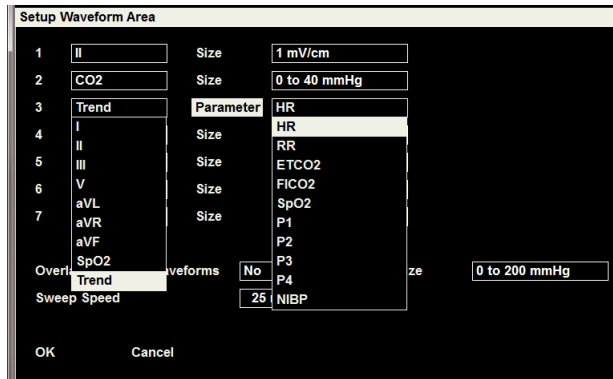 Setup Waveform Area
1 II Size 1 mV/cm
2 CO2 Size 0 to 40 mmHg
3 Trend Parameter HR
I HR
4 Size
II RR
5 III Size ETCO2
6 V Size FICO2
aVL SpO2
7 aVR Size P1
aVF P2
SpO2 P3
Overla veforms No ze 0 to 200 mmHg
Trend P4
Sweep Speed 25 NIBP
OK Cancel